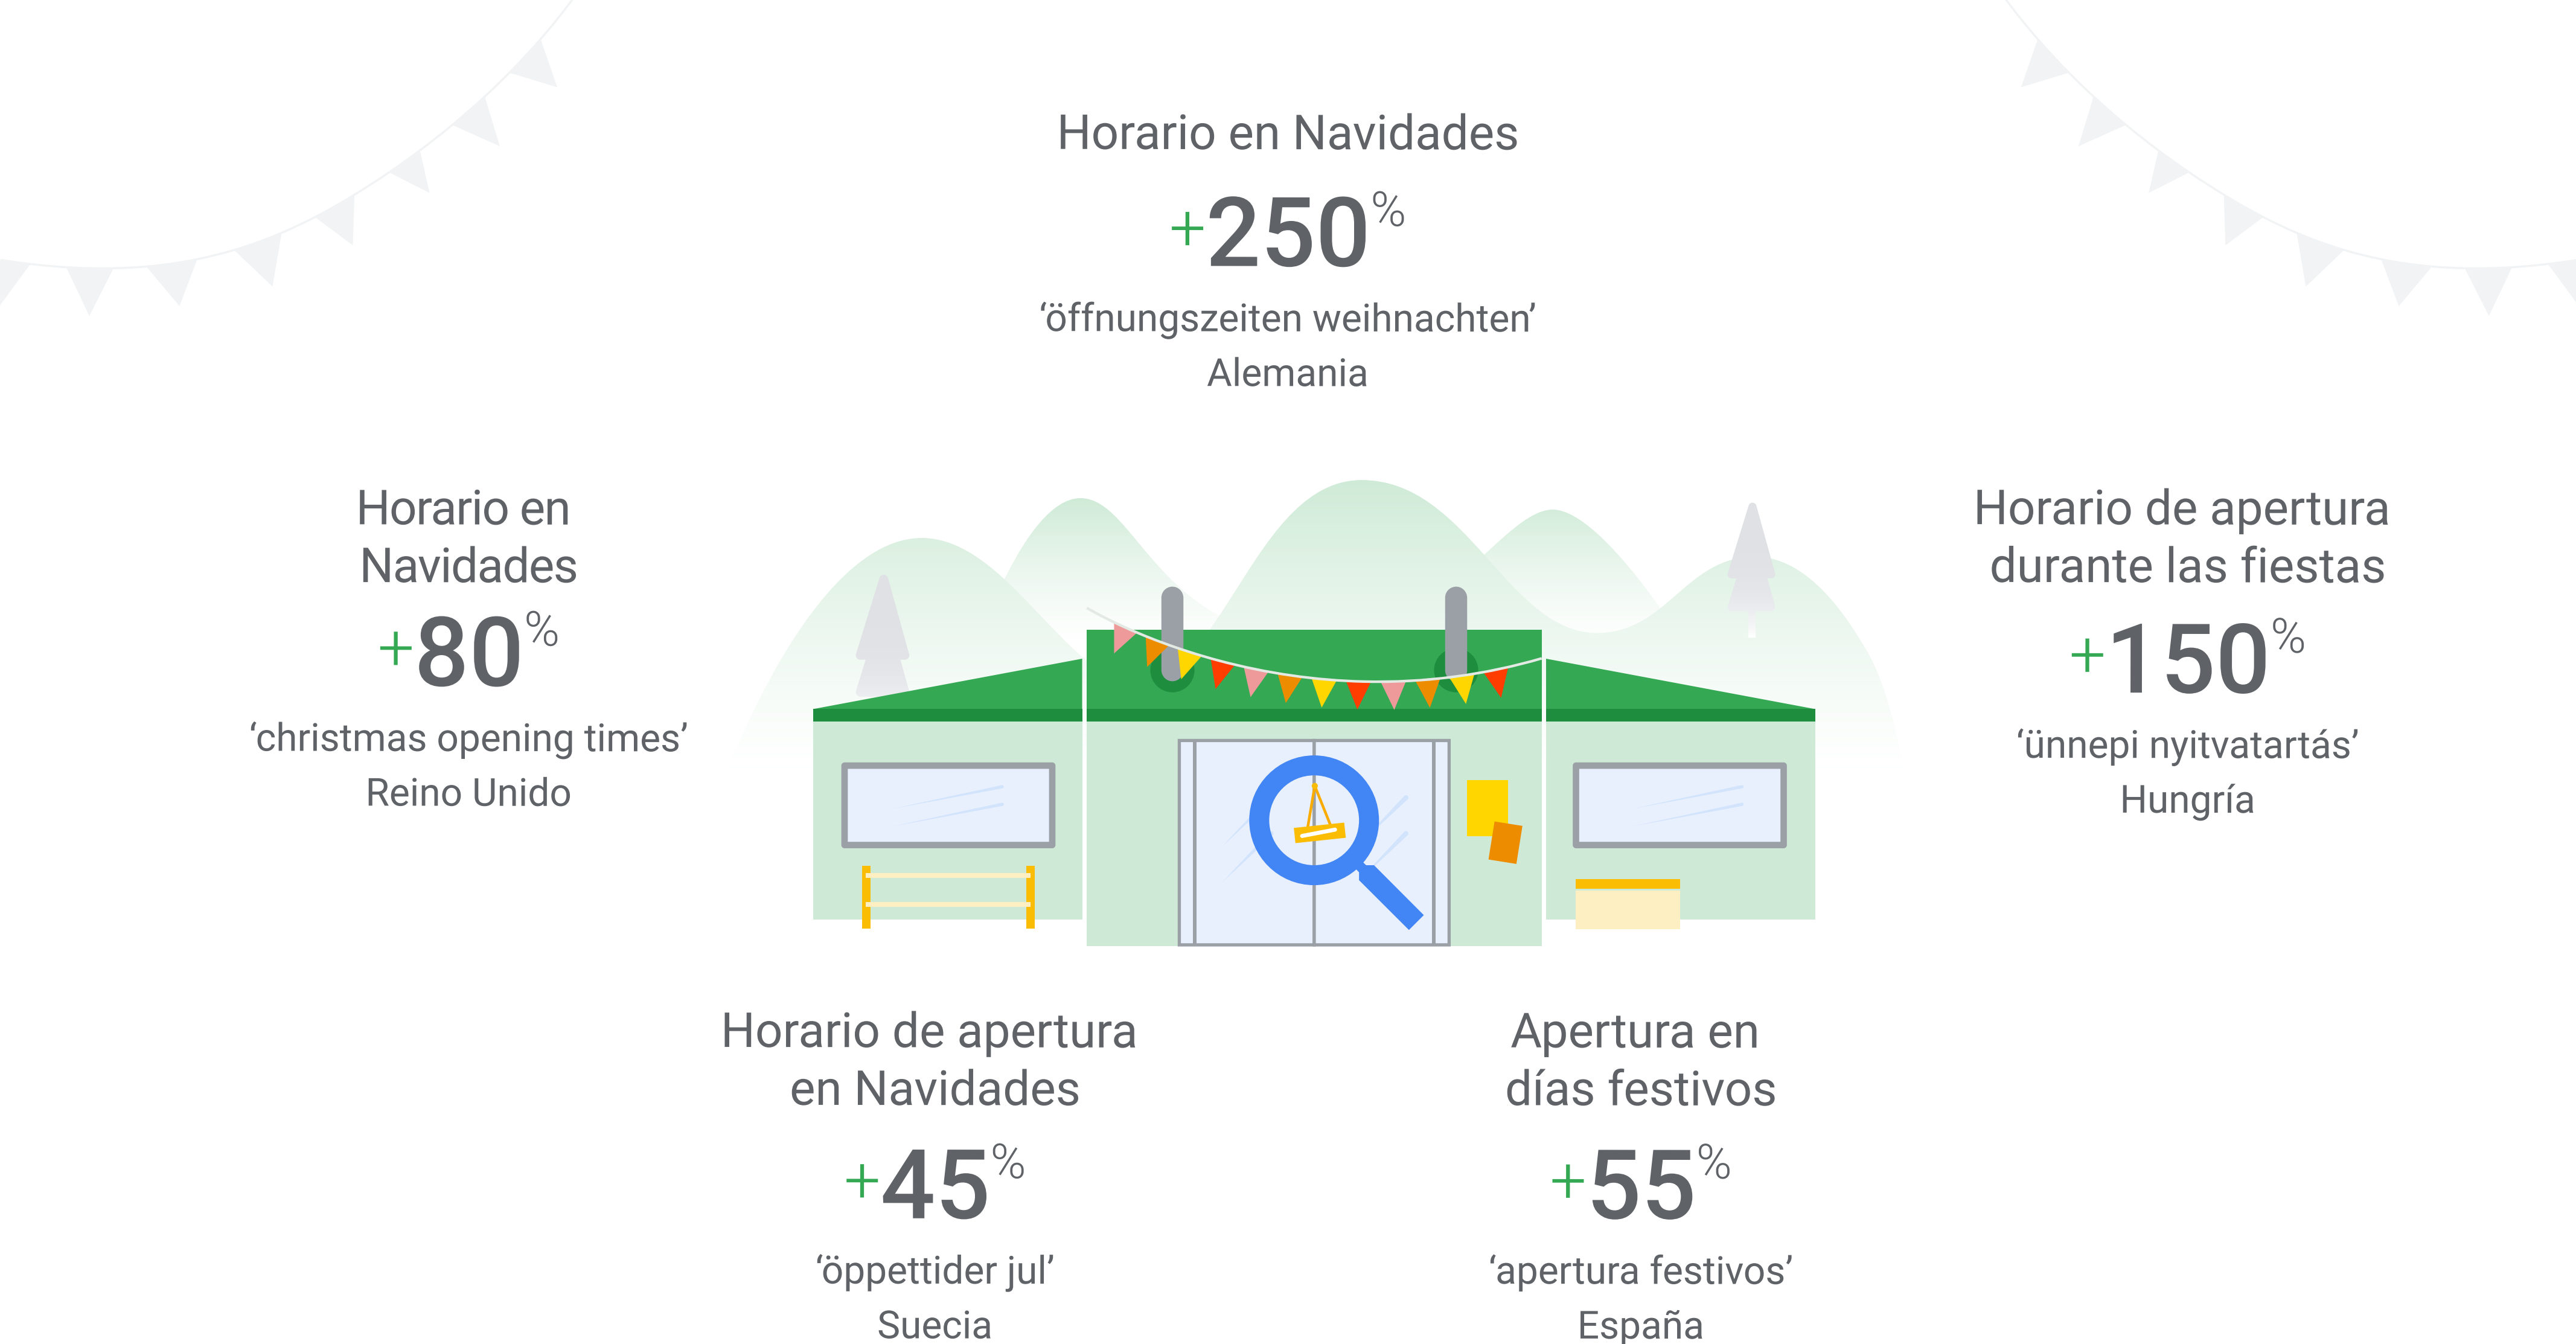 Horario en Navidades
+250%
‘öffnungszeiten weihnachten’
Alemania
Horario en
Navidades
+80%
‘christmas opening times’
Reino Unido
Horario de apertura
durante las fiestas
+150%
‘ünnepi nyitvatartás’
Hungría
Horario de apertura
en Navidades
+45%
‘öppettider jul’
Suecia
Apertura en
días festivos
+55%
‘apertura festivos’
España